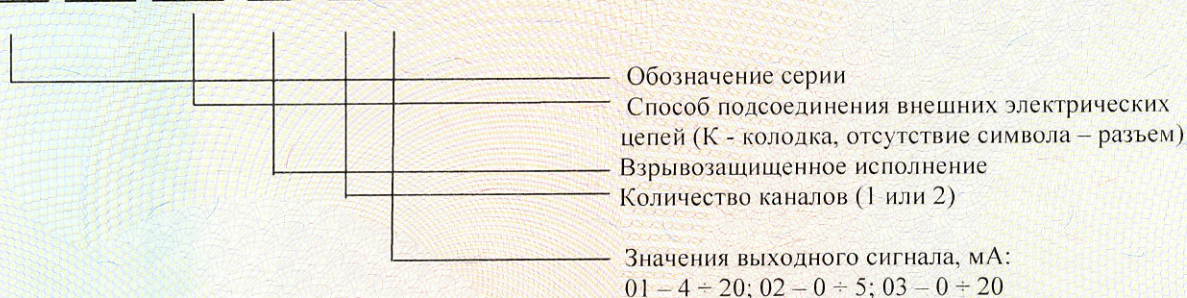 Обозначение серии
Способ подсоединения внешних электрических
цепей (К - колодка, отсутствие символа – разъем)
Взрывозащищенное исполнение
Количество каналов (1 или 2)
Значения выходного сигнала, мА:
01 – 4 ÷ 20; 02 – 0 ÷ 5; 03 – 0 ÷ 20